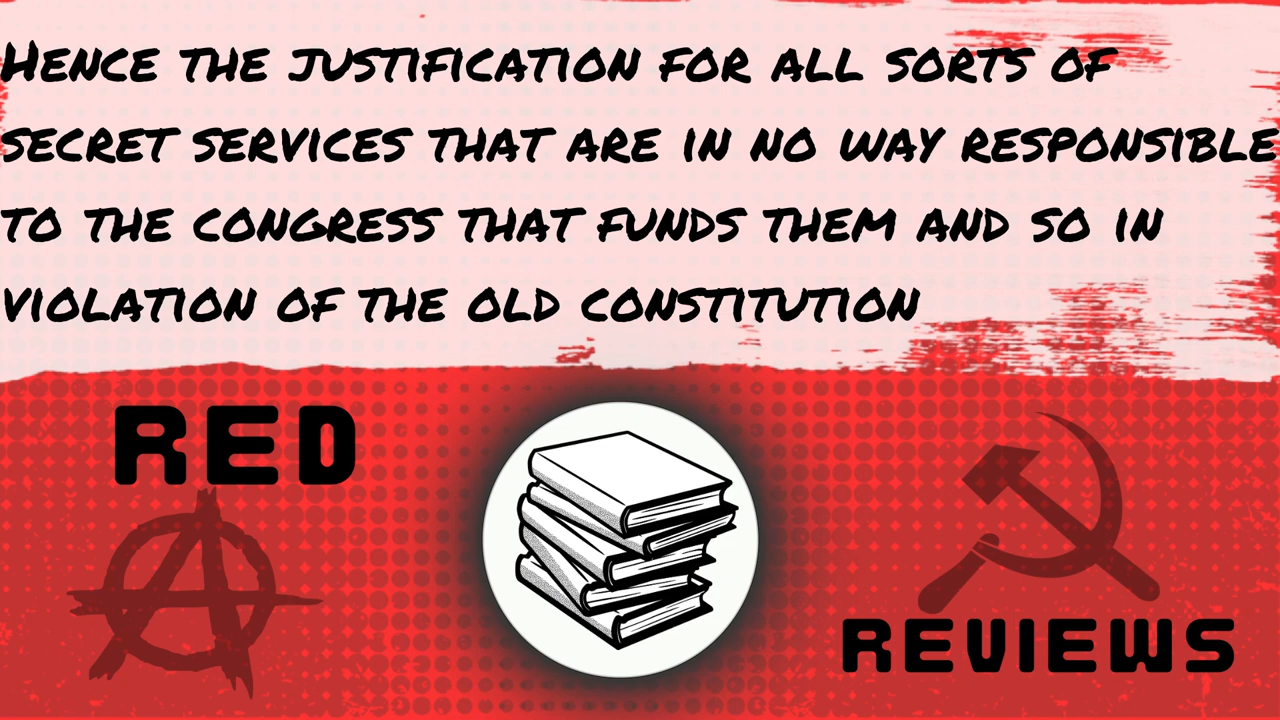 Hence the justification for all sorts of
secret services that are in no way responsible
to the congress that funds them and so in
violation of the old constitution
RED
REVIEWS